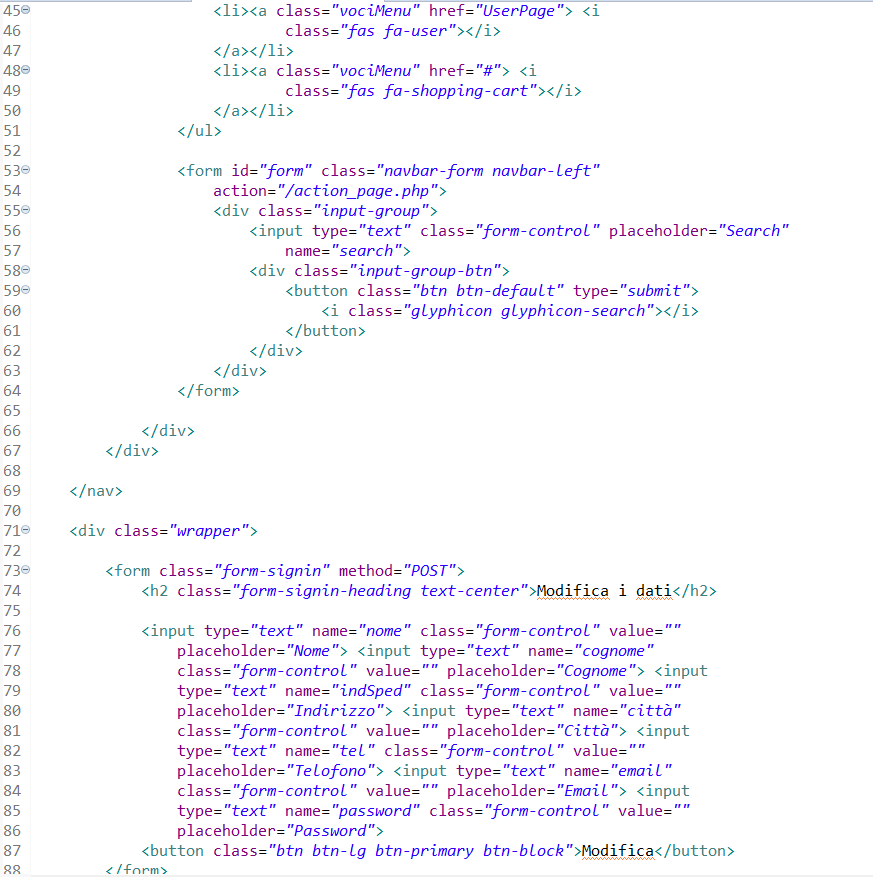 45 <li><a class="vociMenu" href="UserPage"> <i
46 class="fas fa-user"></i>
47 </a></li>
48 <li><a class="vociMenu" href="#"> <i
49 class="fas fa-shopping-cart"></i>
50 </a></li>
51 </ul>
52
53 <form id="form" class="navbar-form navbar-left"
54 action="/action_page.php">
55 <div class="input-group">
56 <input type="text" class="form-control" placeholder="Search"
57 name="search">
58 <div class="input-group-btn">
59 <button class="btn btn-default" type="submit">
60 <i class="glyphicon glyphicon-search"></i>
61 </button>
62 </div>
63 </div>
64 </form>
65
66 </div>
67 </div>
68
69 </nav>
70
71 <div class="wrapper">
72
73 <form class="form-signin" method="POST">
74 <h2 class="form-signin-heading text-center">Modifica i dati</h2>
75
76 <input type="text" name="nome" class="form-control" value=""
77 placeholder="Nome"> <input type="text" name="cognome"
78 class="form-control" value="" placeholder="Cognome"> <input
79 type="text" name="indSped" class="form-control" value=""
80 placeholder="Indirizzo"> <input type="text" name="città"
81 class="form-control" value="" placeholder="Città"> <input
82 type="text" name="tel" class="form-control" value=""
83 placeholder="Telofono"> <input type="text" name="email"
84 class="form-control" value="" placeholder="Email"> <input
85 type="text" name="password" class="form-control" value=""
86 placeholder="Password">
87 <button class="btn btn-lg btn-primary btn-block">Modifica</button>
88 </form>